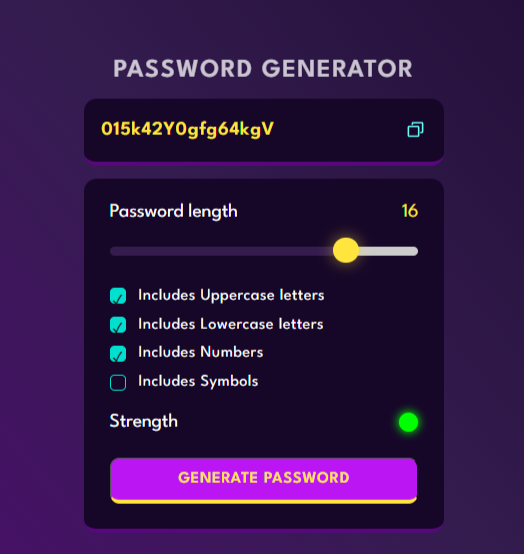 PASSWORD GENERATOR
015k42Y0gfg64kgV
Password length 16
Includes Uppercase letters
Includes Lowercase letters
Includes Numbers
Includes Symbols
Strength
GENERATE PASSWORD